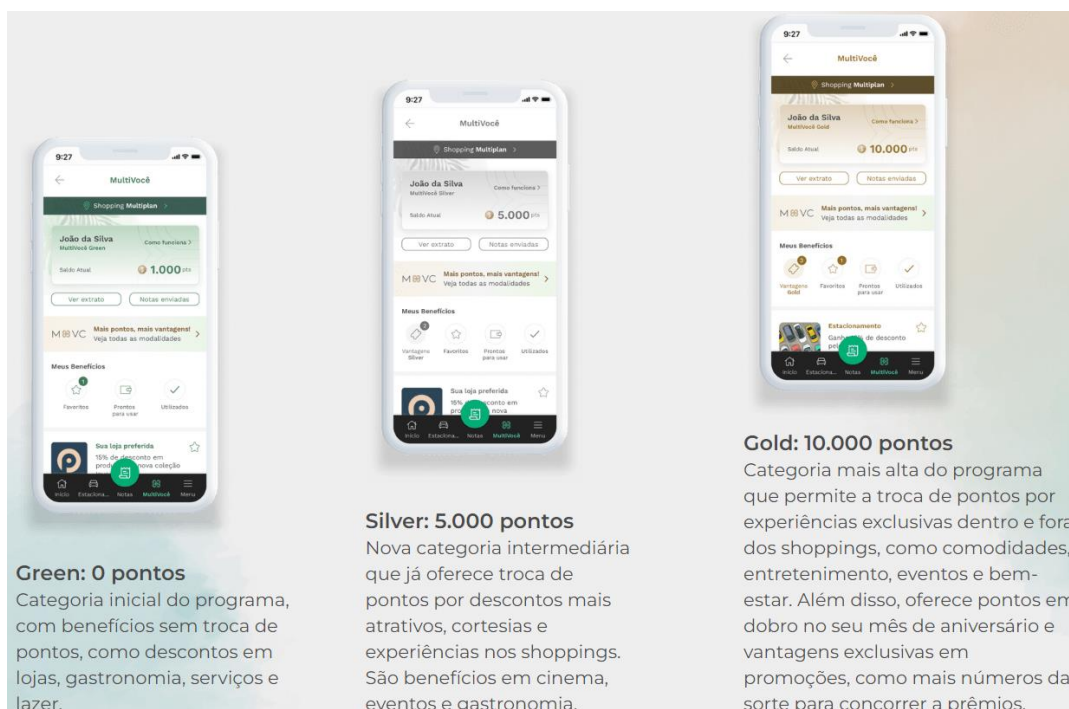 9:27
MultiVocê
Shopping Multiplan >
João da Silva
MultiVocê Green
Como funciona >
Saldo Atual
1.000 pts
Ver extrato
Notas enviadas
M VC
Mais pontos, mais vantagens!
Veja todas as modalidades
Meus Benefícios
1
Favoritos
Prontos para usar
Utilizados
Sua loja preferida
15% de desconto em
nova coleção
Início
Estaciona...
Notas
MultiVocê
Menu
Green: 0 pontos
Categoria inicial do programa,
com benefícios sem troca de
pontos, como descontos em
lojas, gastronomia, serviços e
lazer.
9:27
MultiVocê
Shopping Multiplan >
João da Silva
MultiVocê Silver
Como funciona >
Saldo Atual
5.000 pts
Ver extrato
Notas enviadas
M VC
Mais pontos, mais vantagens!
Veja todas as modalidades
Meus Benefícios
2
Vantagens Silver
Favoritos
Prontos para usar
Utilizados
Sua loja preferida
15% de desconto em
nova
Início
Estaciona...
Notas
MultiVocê
Menu
Silver: 5.000 pontos
Nova categoria intermediária
que já oferece troca de
pontos por descontos mais
atrativos, cortesias e
experiências nos shoppings.
São benefícios em cinema,
eventos e gastronomia.
9:27
MultiVocê
Shopping Multiplan >
João da Silva
MultiVocê Gold
Como funciona >
Saldo Atual
10.000 pts
Ver extrato
Notas enviadas
M VC
Mais pontos, mais vantagens!
Veja todas as modalidades
Meus Benefícios
3
1
Vantagens Gold
Favoritos
Prontos para usar
Utilizados
Estacionamento
de desconto
Início
Estaciona...
Notas
MultiVocê
Menu
Gold: 10.000 pontos
Categoria mais alta do programa
que permite a troca de pontos por
experiências exclusivas dentro e fora
dos shoppings, como comodidades,
entretenimento, eventos e bem-
estar. Além disso, oferece pontos em
dobro no seu mês de aniversário e
vantagens exclusivas em
promoções, como mais números da
sorte para concorrer a prêmios.